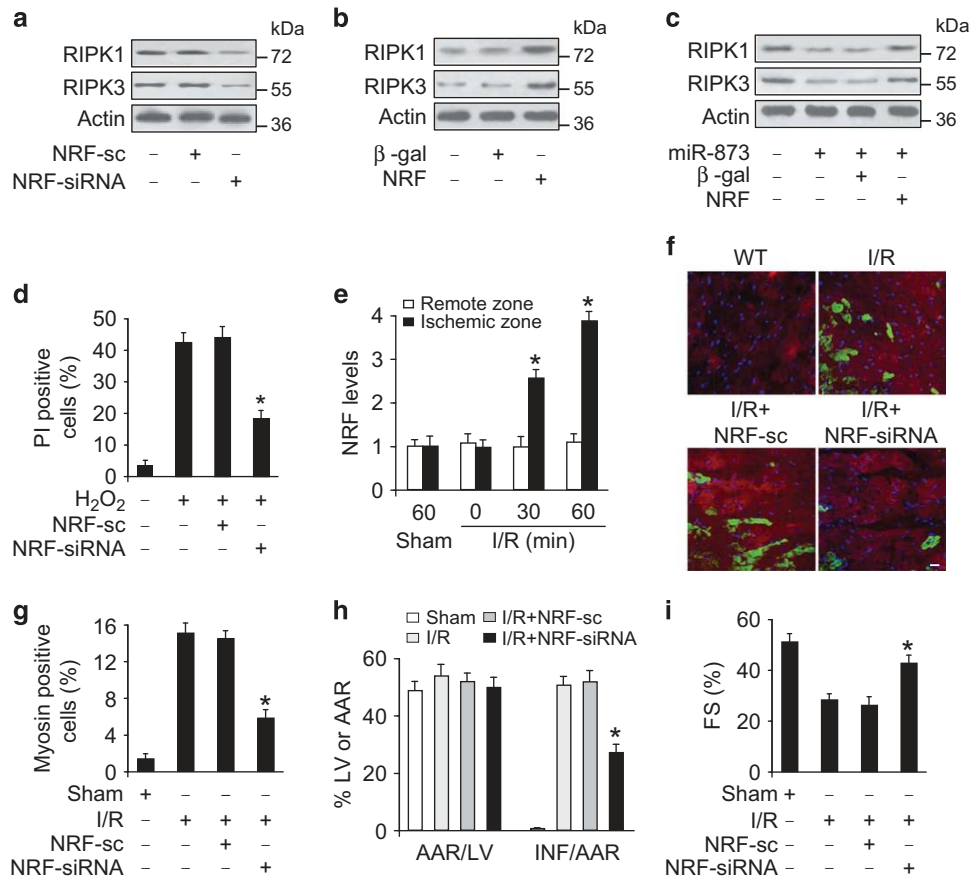 a
kDa
RIPK1
72
RIPK3
55
Actin
36
NRF-sc – + –
NRF-siRNA – – +
b
kDa
RIPK1
72
RIPK3
55
Actin
36
β -gal – + –
NRF – – +
c
kDa
RIPK1
72
RIPK3
55
Actin
36
miR-873 – + + +
β -gal – – + –
NRF – – – +
d
PI positive
cells (%)
50
40
30
20
10
0
*
H2O2 – + + +
NRF-sc – – + –
NRF-siRNA – – – +
e
Remote zone
Ischemic zone
NRF levels
4
3
2
1
0
*
*
60 0 30 60
Sham I/R (min)
f
WT
I/R
I/R+
NRF-sc
I/R+
NRF-siRNA
g
Myosin positive
cells (%)
16
12
8
4
0
*
Sham + – – –
I/R – + + +
NRF-sc – – + –
NRF-siRNA – – – +
h
Sham
I/R
I/R+NRF-sc
I/R+NRF-siRNA
% LV or AAR
60
40
20
0
*
AAR/LV INF/AAR
i
FS (%)
60
40
20
0
*
Sham + – – –
I/R – + + +
NRF-sc – – + –
NRF-siRNA – – – +